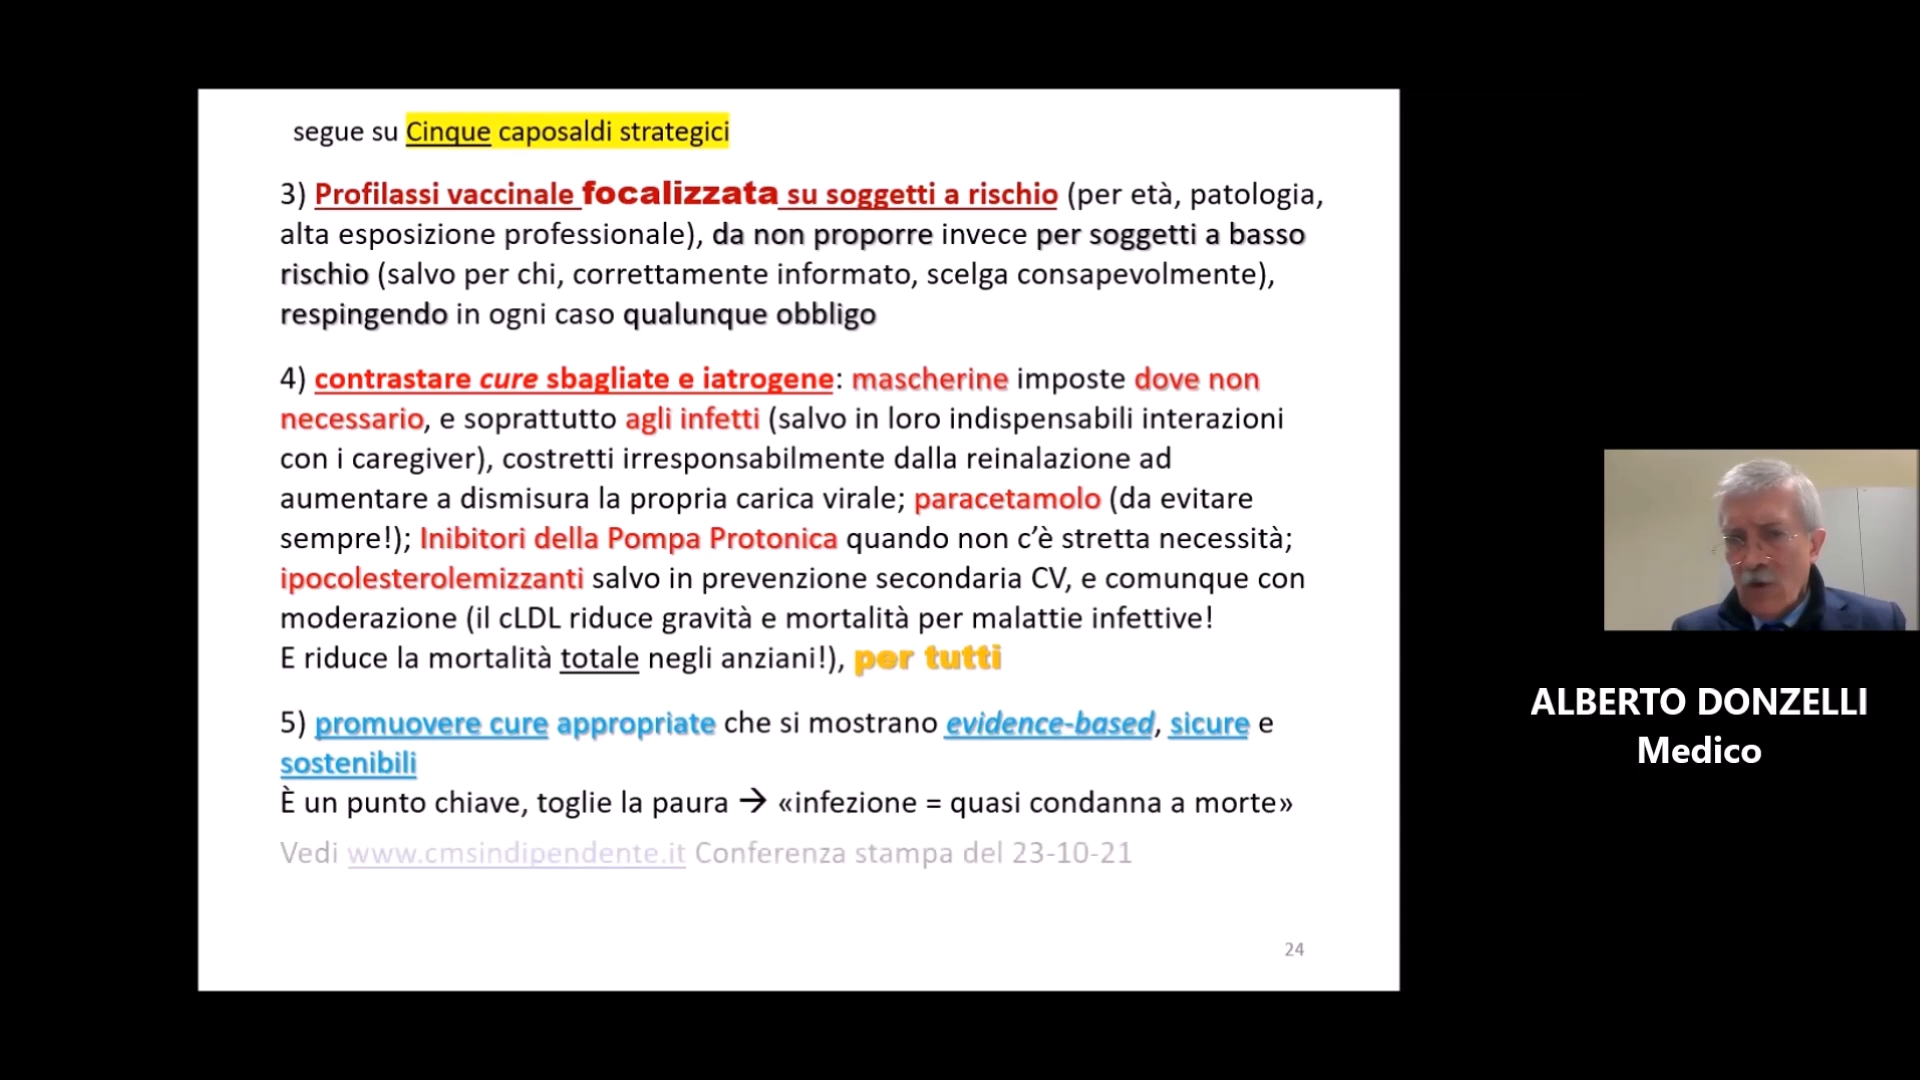 segue su Cinque caposaldi strategici
3) Profilassi vaccinale focalizzata su soggetti a rischio (per età, patologia,
alta esposizione professionale), da non proporre invece per soggetti a basso
rischio (salvo per chi, correttamente informato, scelga consapevolmente),
respingendo in ogni caso qualunque obbligo
4) contrastare cure sbagliate e iatrogene: mascherine imposte dove non
necessario, e soprattutto agli infetti (salvo in loro indispensabili interazioni
con i caregiver), costretti irresponsabilmente dalla reinalazione ad
aumentare a dismisura la propria carica virale; paracetamolo (da evitare
sempre!); Inibitori della Pompa Protonica quando non c’è stretta necessità;
ipocolesterolemizzanti salvo in prevenzione secondaria CV, e comunque con
moderazione (il cLDL riduce gravità e mortalità per malattie infettive!
E riduce la mortalità totale negli anziani!), per tutti
5) promuovere cure appropriate che si mostrano evidence-based, sicure e
sostenibili
È un punto chiave, toglie la paura → «infezione = quasi condanna a morte»
Vedi www.cmsindipendente.it Conferenza stampa del 23-10-21
24
ALBERTO DONZELLI
Medico